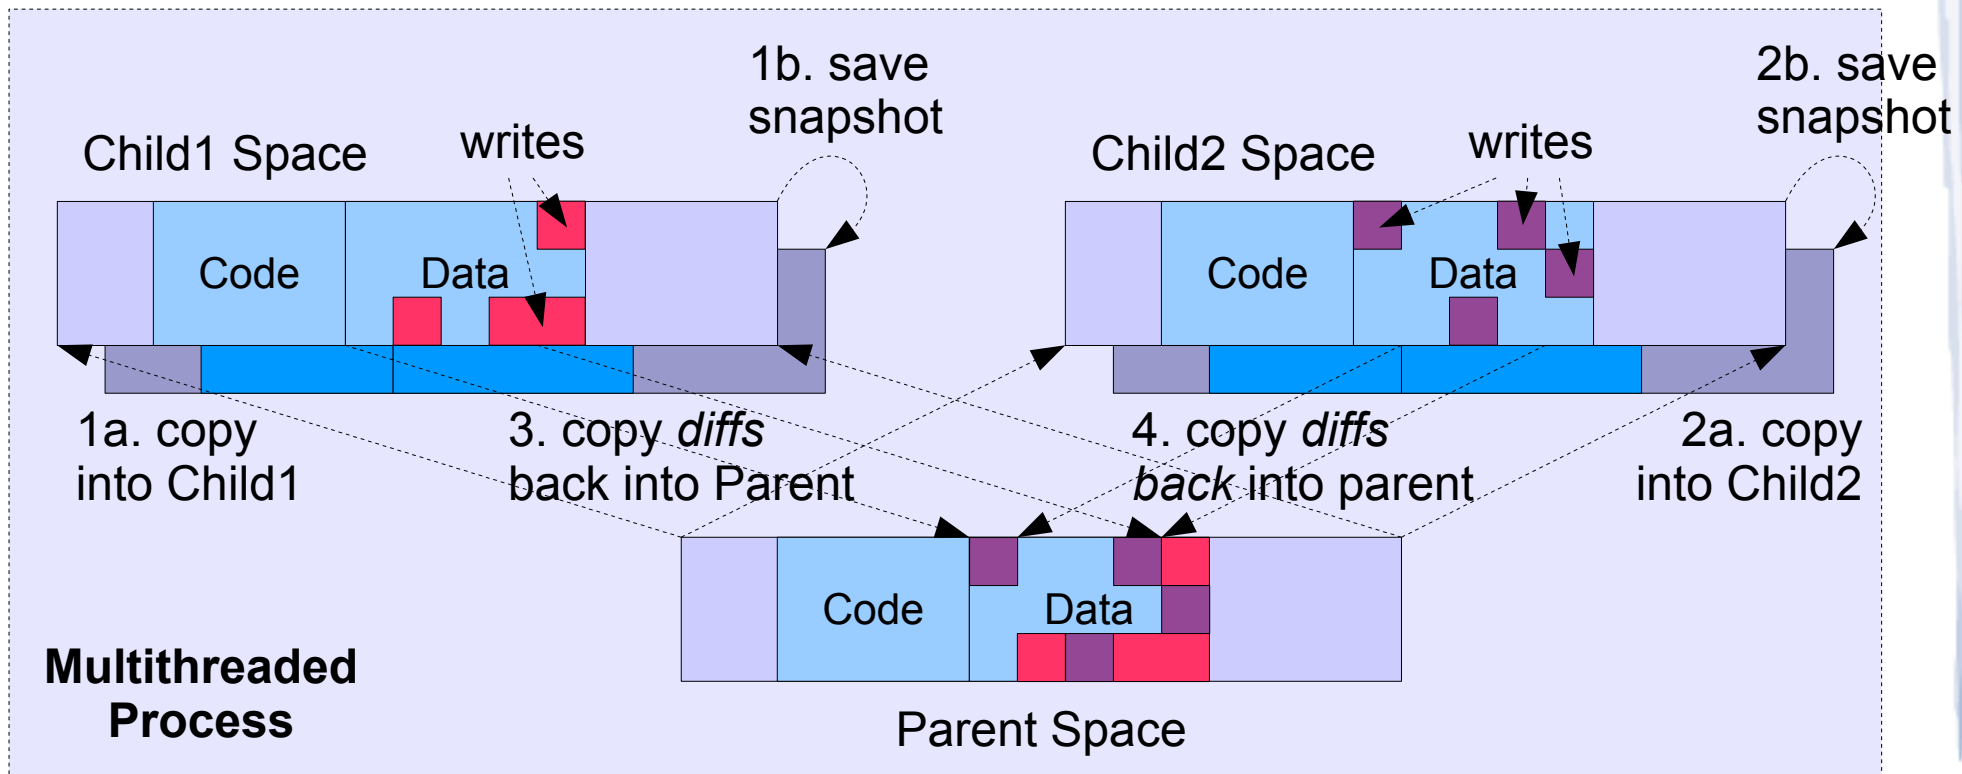 1b. save
snapshot
2b. save
snapshot
Child1 Space
writes
Child2 Space
writes
Code
Data
Code
Data
1a. copy
into Child1
3. copy diffs
back into Parent
4. copy diffs
back into parent
2a. copy
into Child2
Code
Data
Multithreaded
Process
Parent Space